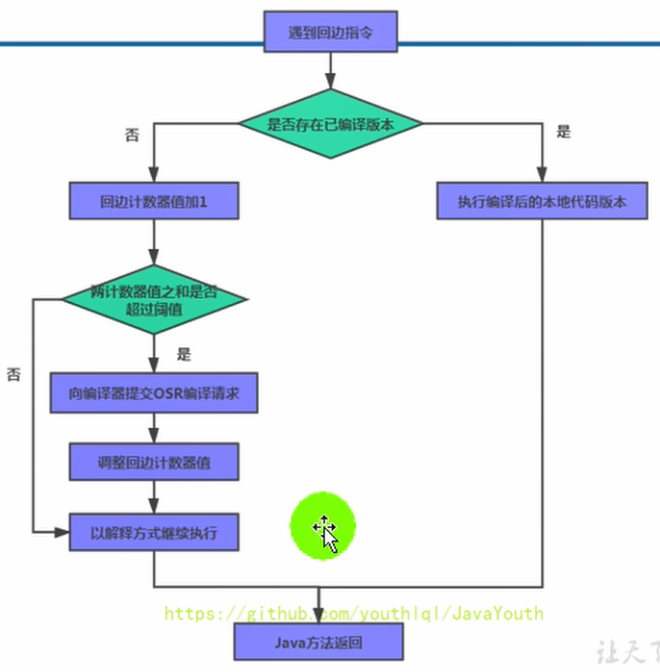 遇到回边指令
是否存在已编译版本
否
是
回边计数器值加1
执行编译后的本地代码版本
两计数器值之和是否
超过阈值
是
否
向编译器提交OSR编译请求
调整回边计数器值
以解释方式继续执行
https://github.com/youthlql/JavaYouth
Java方法返回
让天下